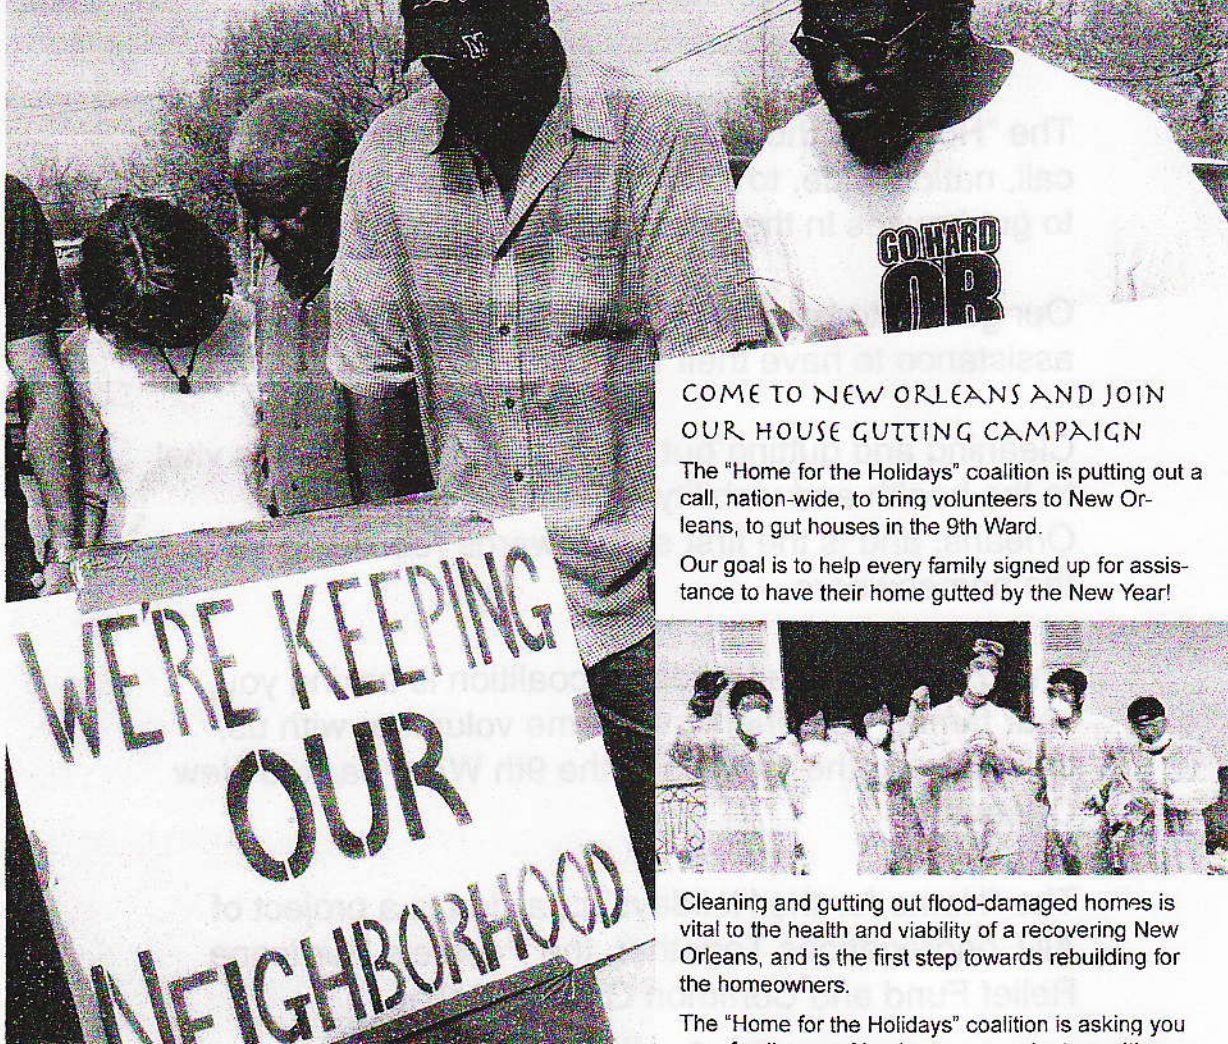 GO HARD
OR
COME TO NEW ORLEANS AND JOIN
OUR HOUSE GUTTING CAMPAIGN
The “Home for the Holidays” coalition is putting out a
call, nation-wide, to bring volunteers to New Or-
leans, to gut houses in the 9th Ward.
Our goal is to help every family signed up for assis-
tance to have their home gutted by the New Year!
WE'RE KEEPING
OUR
NEIGHBORHOOD
Cleaning and gutting out flood-damaged homes is
vital to the health and viability of a recovering New
Orleans, and is the first step towards rebuilding for
the homeowners.
The “Home for the Holidays” coalition is asking you